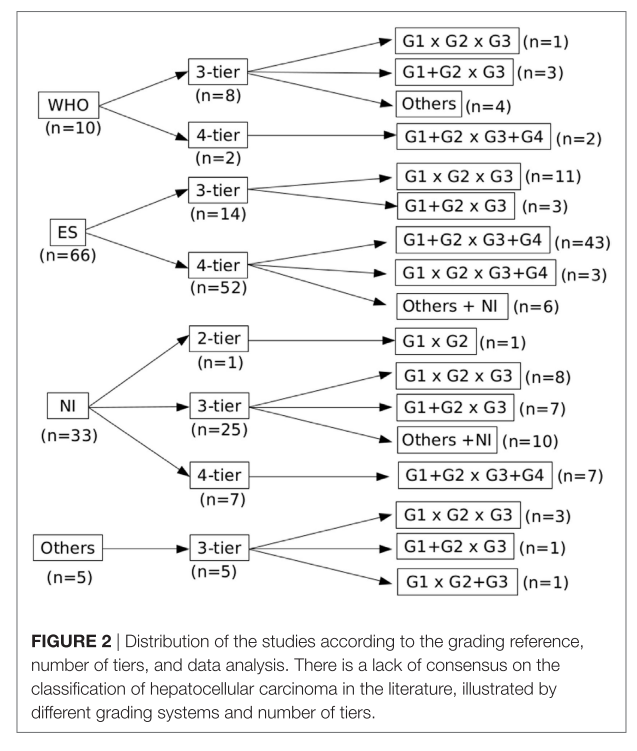 WHO
(n=10)
3-tier
(n=8)
G1 x G2 x G3 (n=1)
G1+G2 x G3 (n=3)
Others (n=4)
4-tier
(n=2)
G1+G2 x G3+G4 (n=2)
ES
(n=66)
3-tier
(n=14)
G1 x G2 x G3 (n=11)
G1+G2 x G3 (n=3)
4-tier
(n=52)
G1+G2 x G3+G4 (n=43)
G1 x G2 x G3+G4 (n=3)
Others + NI (n=6)
NI
(n=33)
2-tier
(n=1)
G1 x G2 (n=1)
3-tier
(n=25)
G1 x G2 x G3 (n=8)
G1+G2 x G3 (n=7)
Others +NI (n=10)
4-tier
(n=7)
G1+G2 x G3+G4 (n=7)
Others
(n=5)
3-tier
(n=5)
G1 x G2 x G3 (n=3)
G1+G2 x G3 (n=1)
G1 x G2+G3 (n=1)
FIGURE 2 | Distribution of the studies according to the grading reference,
number of tiers, and data analysis. There is a lack of consensus on the
classification of hepatocellular carcinoma in the literature, illustrated by
different grading systems and number of tiers.